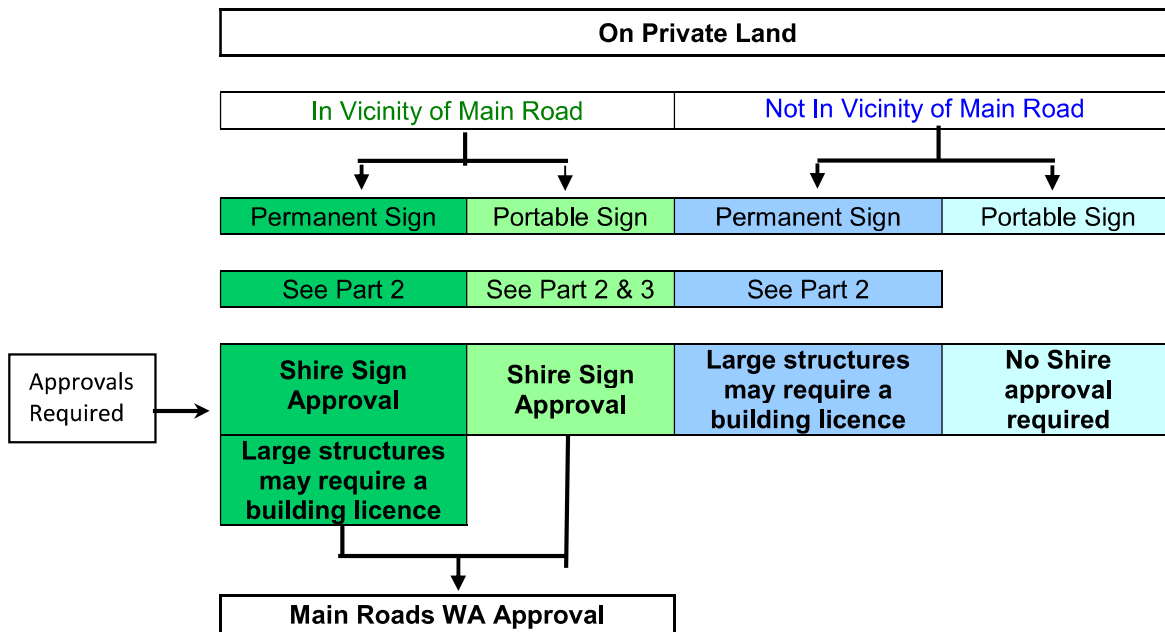 On Private Land
In Vicinity of Main Road
Not In Vicinity of Main Road
Permanent Sign
Portable Sign
Permanent Sign
Portable Sign
See Part 2
See Part 2 & 3
See Part 2
Approvals
Required
Shire Sign
Approval
Shire Sign
Approval
Large structures
may require a
building licence
No Shire
approval
required
Large structures
may require a
building licence
Main Roads WA Approval